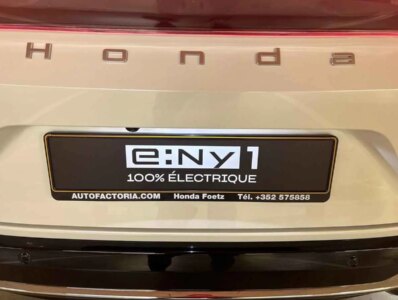 Honda
e:Ny1
100% ÉLECTRIQUE
AUTOFACTORIA.COM Honda Foetz Tél. +352 575858